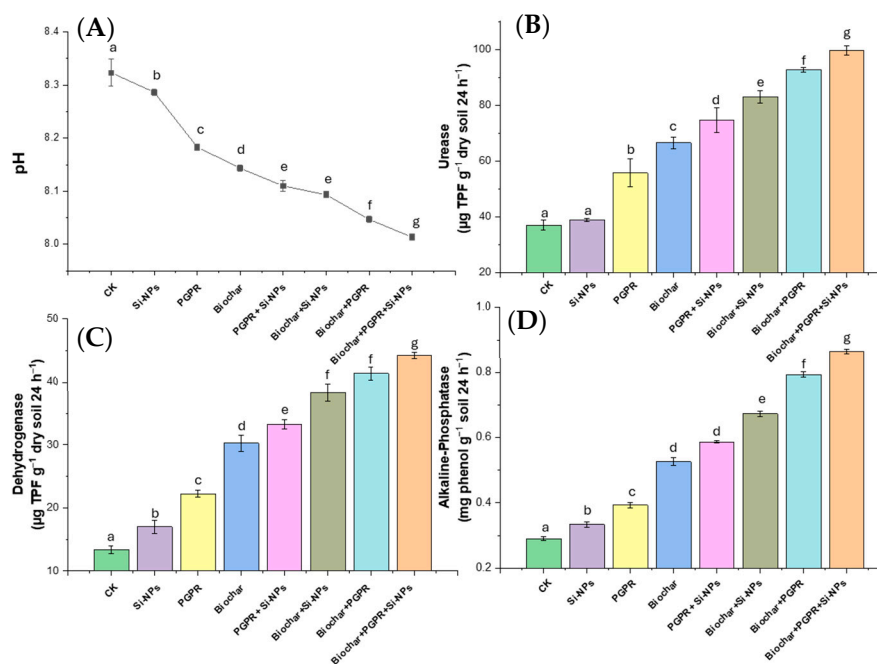 (A)
8.4
8.3
8.2
8.1
8.0
pH
a
b
c
d
e
e
f
g
CK
Si-NPs
PGPR
Biochar
PGPR + Si-NPs
Biochar+Si-NPs
Biochar+PGPR
Biochar+PGPR+Si-NPs
(B)
100
80
60
40
20
Urease
(μg TPF g⁻¹ dry soil 24 h⁻¹)
a
a
b
c
d
e
f
g
CK
Si-NPs
PGPR
Biochar
PGPR + Si-NPs
Biochar+Si-NPs
Biochar+PGPR
Biochar+PGPR+Si-NPs
(C)
40
30
20
10
Dehydrogenase
(μg TPF g⁻¹ dry soil 24 h⁻¹)
a
b
c
d
e
f
f
g
CK
Si-NPs
PGPR
Biochar
PGPR + Si-NPs
Biochar+Si-NPs
Biochar+PGPR
Biochar+PGPR+Si-NPs
(D)
1.0
0.8
0.6
0.4
0.2
Alkaline-Phosphatase
(mg phenol g⁻¹ soil 24 h⁻¹)
a
b
c
d
d
e
f
g
CK
Si-NPs
PGPR
Biochar
PGPR + Si-NPs
Biochar+Si-NPs
Biochar+PGPR
Biochar+PGPR+Si-NPs